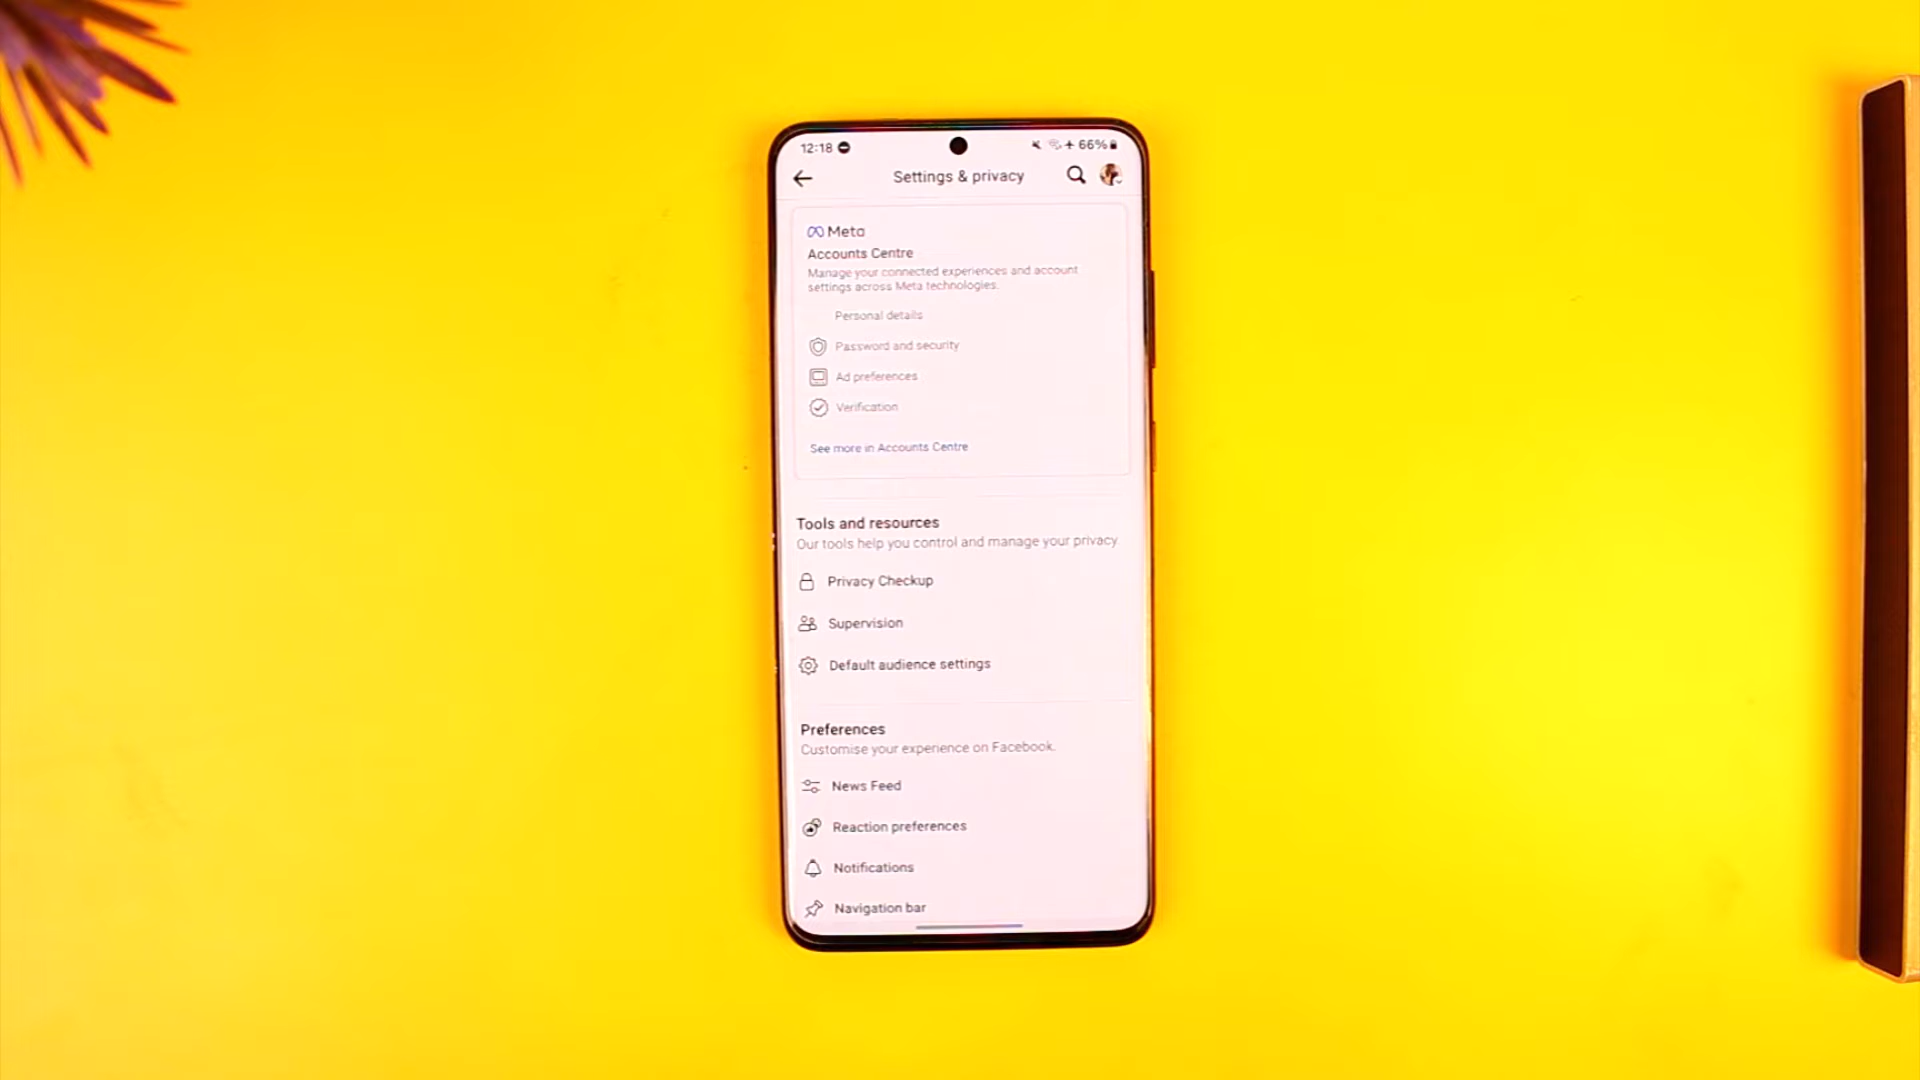 12:18
66%
Settings & privacy
Meta
Accounts Centre
Manage your connected experiences and account
settings across Meta technologies.
Personal details
Password and security
Ad preferences
Verification
See more in Accounts Centre
Tools and resources
Our tools help you control and manage your privacy.
Privacy Checkup
Supervision
Default audience settings
Preferences
Customise your experience on Facebook.
News Feed
Reaction preferences
Notifications
Navigation bar